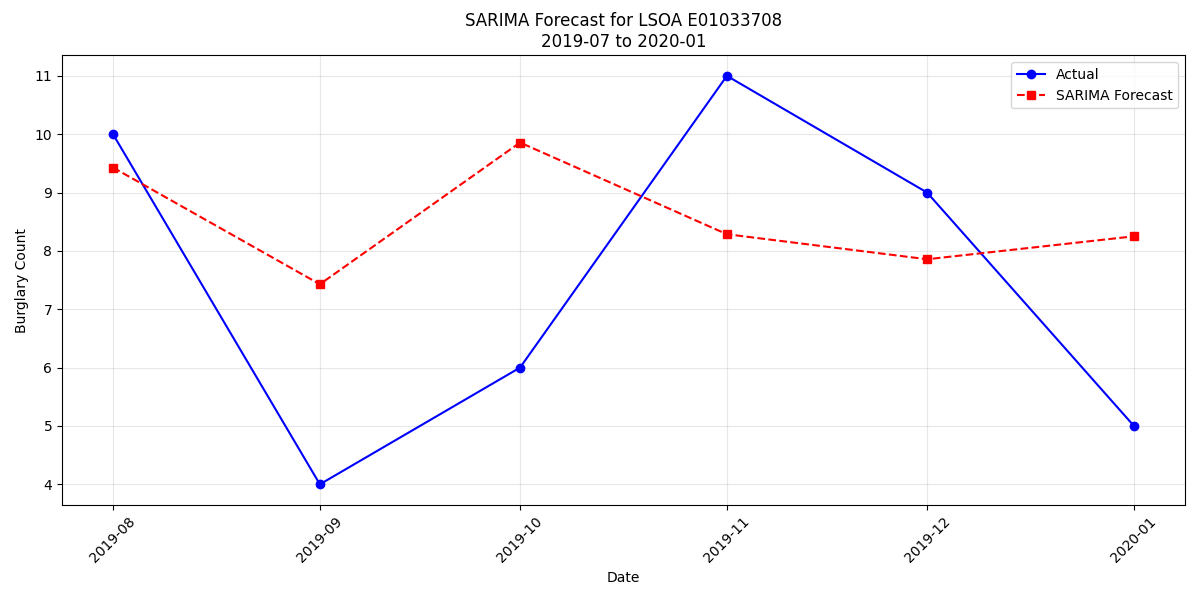 SARIMA Forecast for LSOA E01033708
2019-07 to 2020-01
Actual
SARIMA Forecast
Burglary Count
11
10
9
8
7
6
5
4
2019-08
2019-09
2019-10
2019-11
2019-12
2020-01
Date